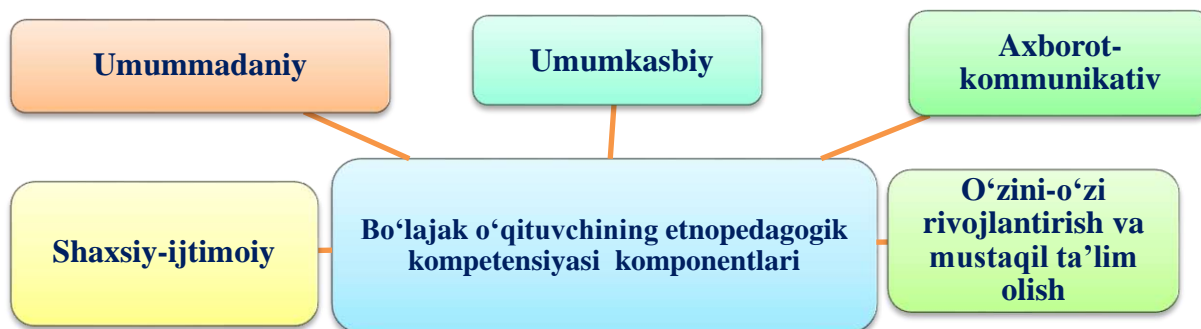 Umummadaniy
Umumkasbiy
Axborot-
kommunikativ
Shaxsiy-ijtimoiy
Bo‘lajak o‘qituvchining etnopedagogik
kompetensiyasi komponentlari
O‘zini-o‘zi
rivojlantirish va
mustaqil ta’lim
olish